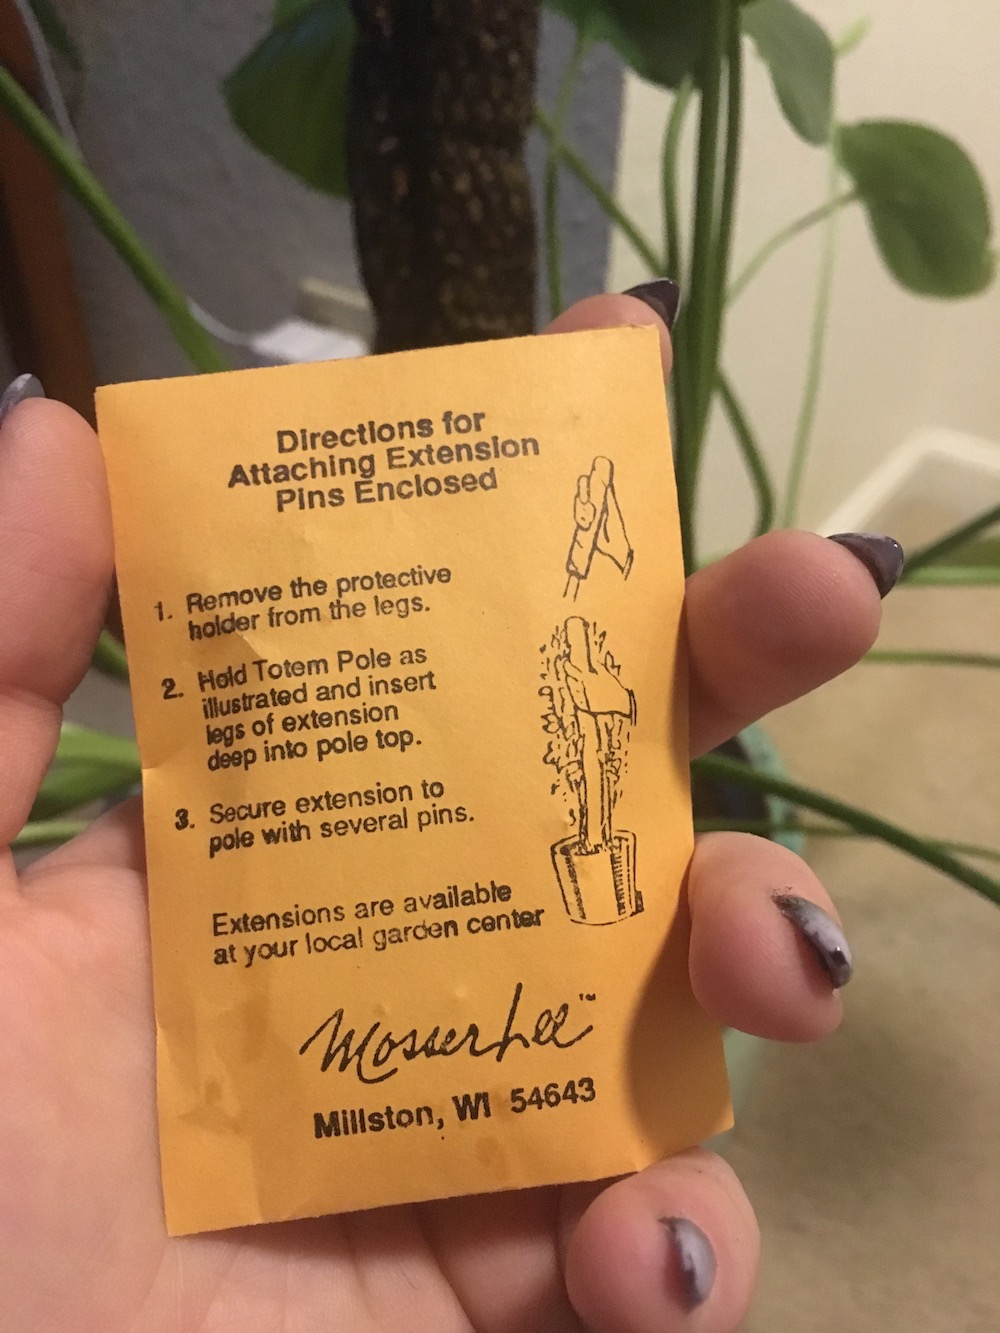 Directions for
Attaching Extension
Pins Enclosed
1. Remove the protective
holder from the legs.
2. Hold Totem Pole as
illustrated and insert
legs of extension
deep into pole top.
3. Secure extension to
pole with several pins.
Extensions are available
at your local garden center
Mosser Lee™
Millston, WI 54643